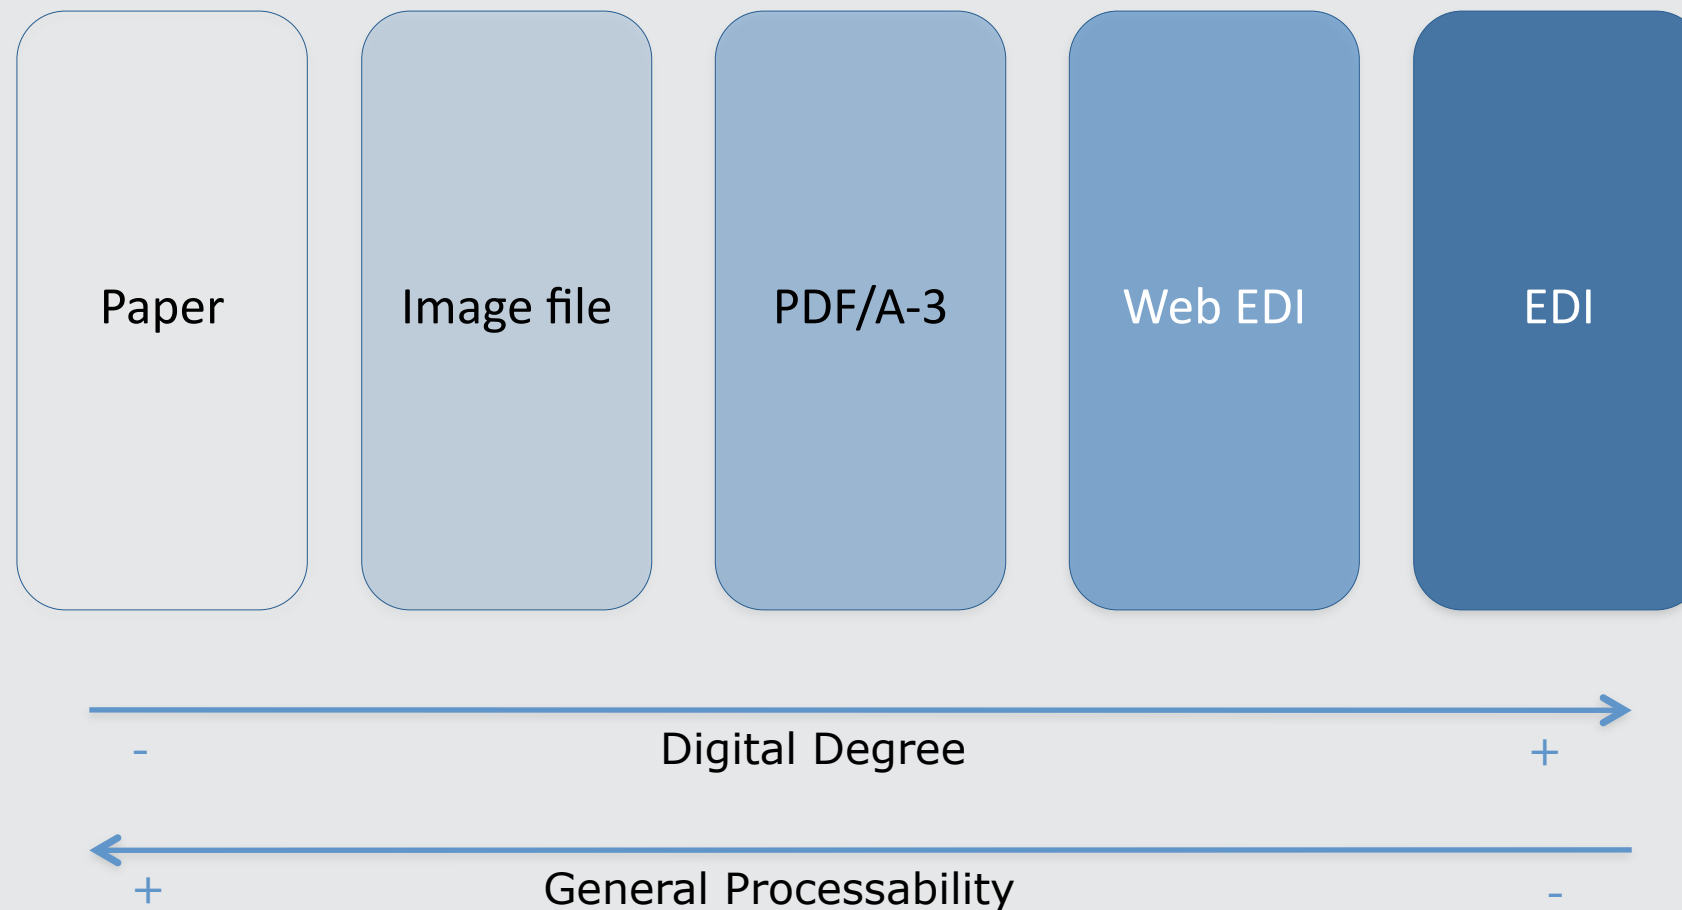 Paper
Image file
PDF/A-3
Web EDI
EDI
- Digital Degree +
+ General Processability -